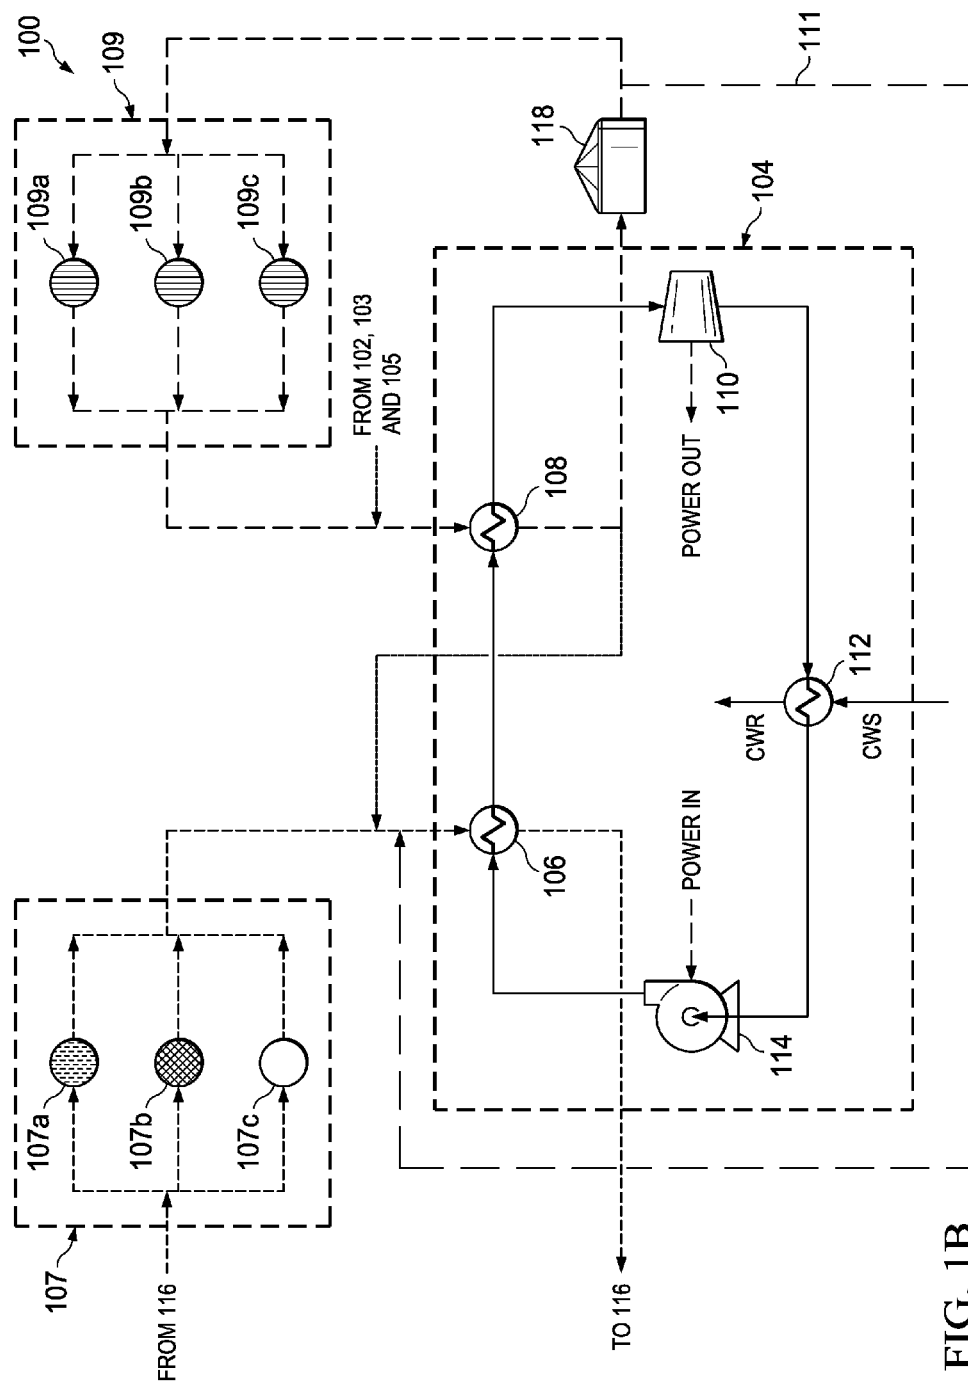 100
109
109a
109b
109c
111
118
104
FROM 102, 103
AND 105
108
110
POWER OUT
112
CWR
CWS
106
POWER IN
114
107
107a
107b
107c
FROM 116
TO 116
FIG. 1B